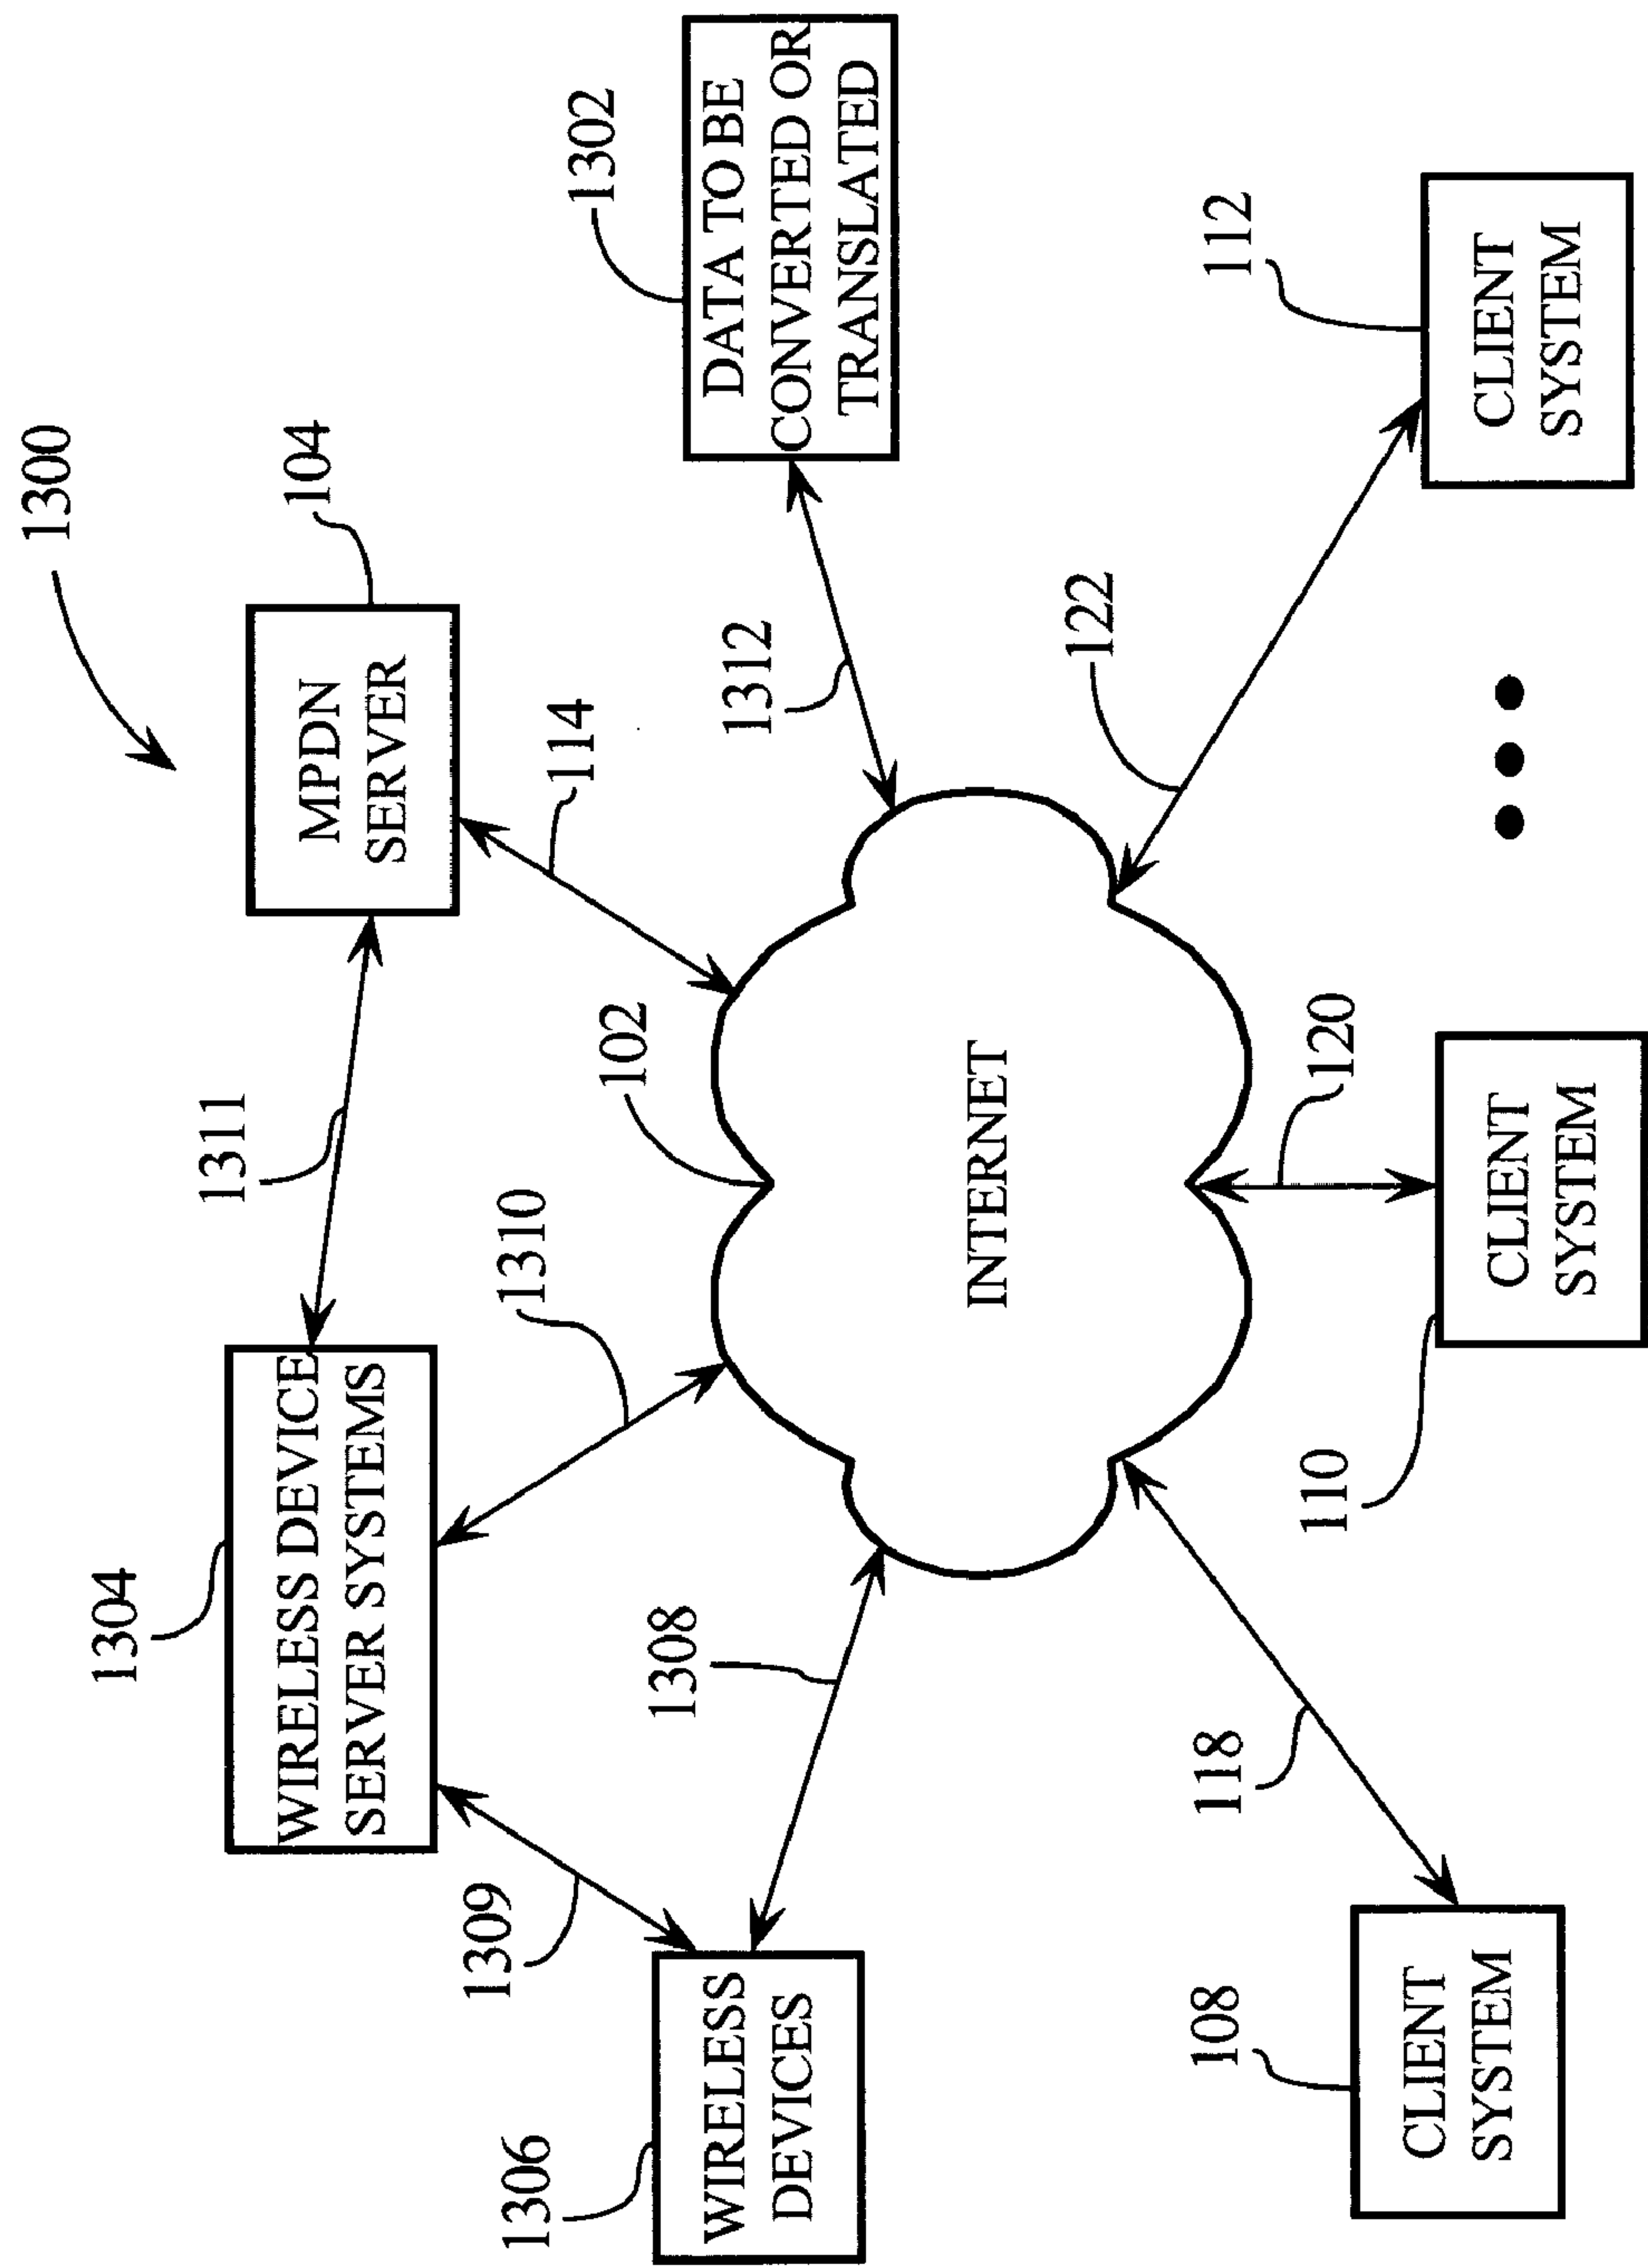 1300
1304
WIRELESS DEVICE
SERVER SYSTEMS
1311
MPDN
SERVER
104
1309
1310
114
1306
WIRELESS
DEVICES
1308
102
1312
1302
DATA TO BE
CONVERTED OR
TRANSLATED
INTERNET
118
122
108
CLIENT
SYSTEM
110
CLIENT
SYSTEM
120
112
CLIENT
SYSTEM